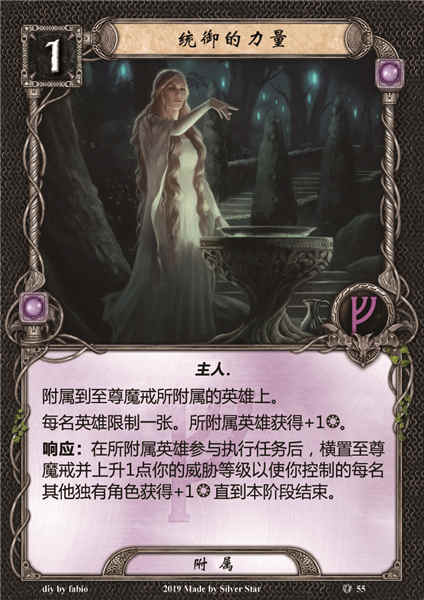 统御的力量
1
主人.
附属到至尊魔戒所附属的英雄上。
每名英雄限制一张。所附属英雄获得+1。
响应：在所附属英雄参与执行任务后，横置至尊
魔戒并上升1点你的威胁等级以使你控制的每名
其他独有角色获得+1直到本阶段结束。
附属
diy by fabio 2019 Made by Silver Star 55